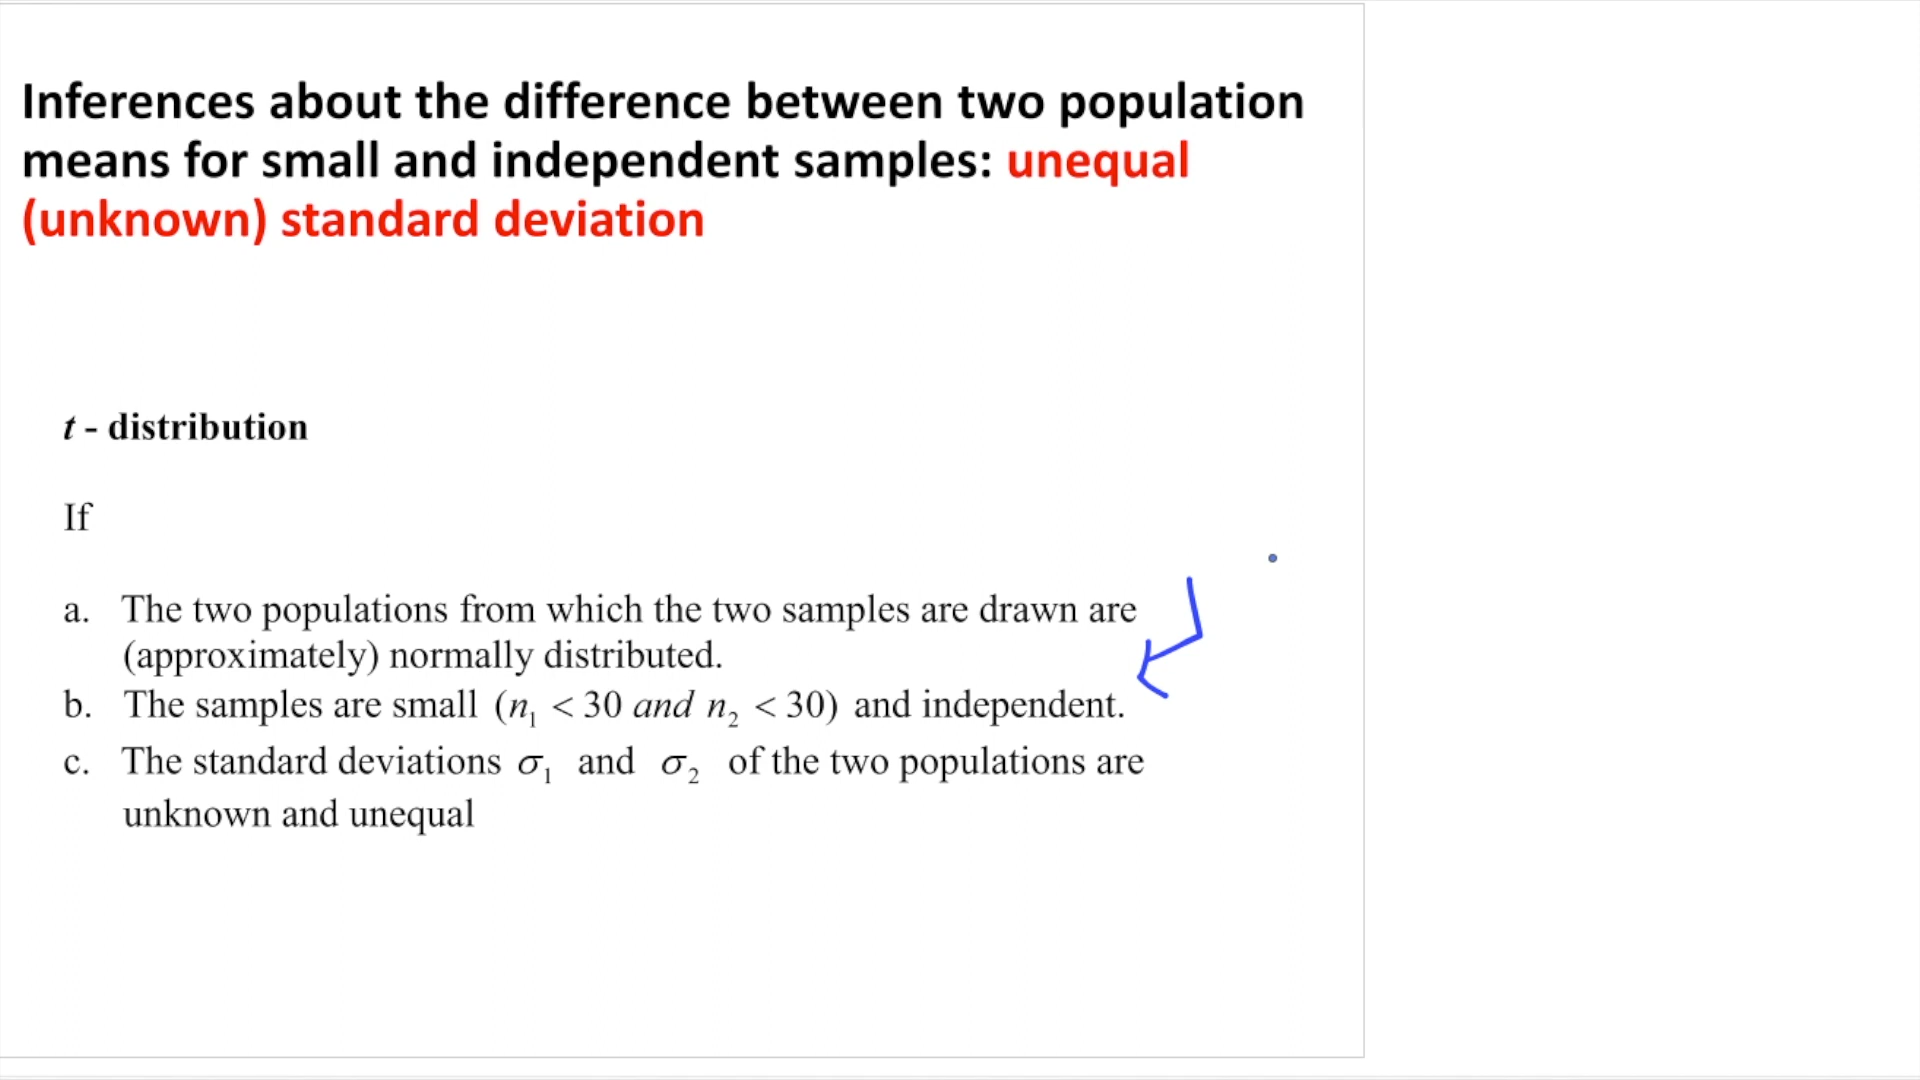 Inferences about the difference between two population
means for small and independent samples: unequal
(unknown) standard deviation
t - distribution
If
a. The two populations from which the two samples are drawn are
(approximately) normally distributed.
b. The samples are small (n₁ < 30 and n₂ < 30) and independent.
c. The standard deviations σ₁ and σ₂ of the two populations are
unknown and unequal